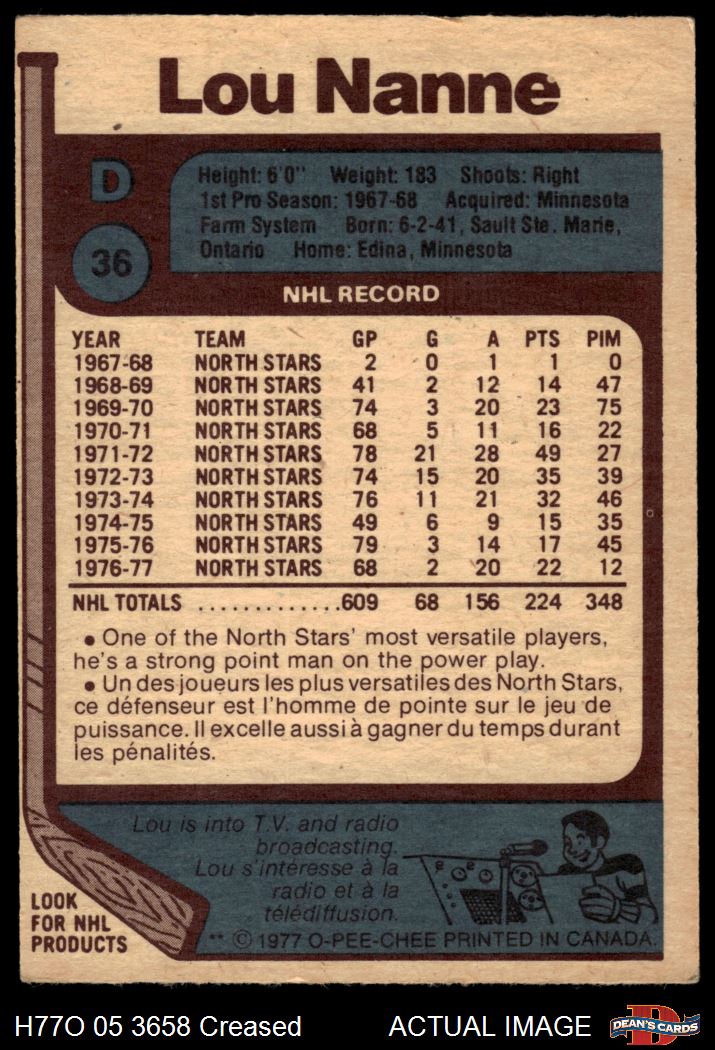 Lou Nanne
D
36
Height: 6'0" Weight: 183 Shoots: Right
1st Pro Season: 1967-68 Acquired: Minnesota
Farm System Born: 6-2-41, Sault Ste. Marie,
Ontario Home: Edina, Minnesota
NHL RECORD
YEAR TEAM GP G A PTS PIM
1967-68 NORTH STARS 2 0 1 1 0
1968-69 NORTH STARS 41 2 12 14 47
1969-70 NORTH STARS 74 3 20 23 75
1970-71 NORTH STARS 68 5 11 16 22
1971-72 NORTH STARS 78 21 28 49 27
1972-73 NORTH STARS 74 15 20 35 39
1973-74 NORTH STARS 76 11 21 32 46
1974-75 NORTH STARS 49 6 9 15 35
1975-76 NORTH STARS 79 3 14 17 45
1976-77 NORTH STARS 68 2 20 22 12
NHL TOTALS .............609 68 156 224 348
• One of the North Stars' most versatile players,
he's a strong point man on the power play.
• Un des joueurs les plus versatiles des North Stars,
ce défenseur est l'homme de pointe sur le jeu de
puissance. Il excelle aussi à gagner du temps durant
les pénalités.
Lou is into T.V. and radio
broadcasting.
Lou s'intéresse à la
radio et à la
télédiffusion.
LOOK
FOR NHL
PRODUCTS
** © 1977 O-PEE-CHEE PRINTED IN CANADA.
H77O 05 3658 Creased ACTUAL IMAGE
D
DEAN'S CARDS